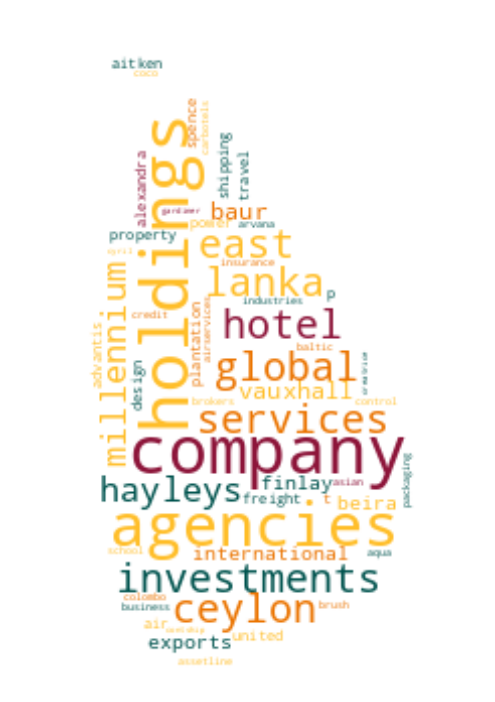 aitken
coco
spence
carbotels
holdings
shipping
travel
alexandra
gardiner
baur
pomer
arvana
property
east
insurance
lanka
p
industries
millennium
plantation
airservices
credit
hotel
advantis.
baltic
global
design
vauxhall
brokers
control
services
company
packaging
hayleys
finlay
asian
freight
t
beira
agencies
school
international
aqua
investments
colombo
business
ceylon
brush
air
united
exports
assetline